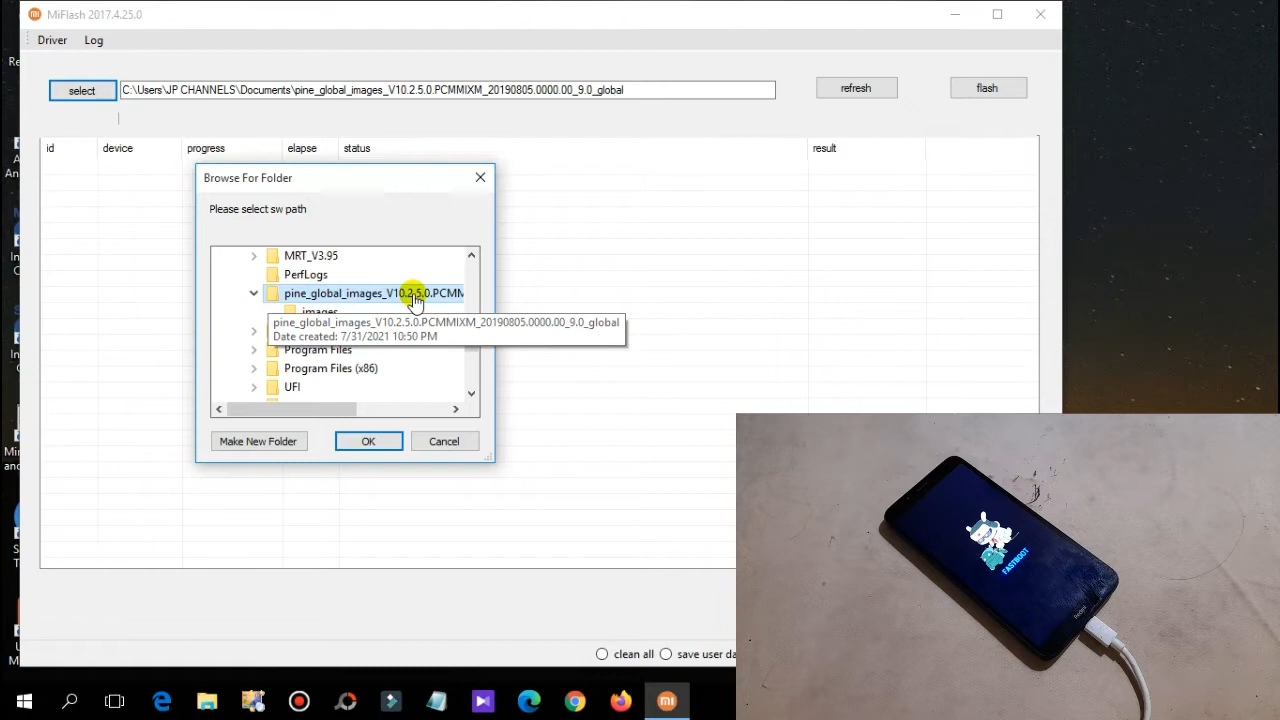 MiFlash 2017.4.25.0
Driver Log
select C:\Users\JP CHANNELS\Documents\pine_global_images_V10.2.5.0.PCMMIXM_20190805.0000.00_9.0_global refresh flash
id device progress elapse status result
Browse For Folder
Please select sw path
MRT_V3.95
PerfLogs
pine_global_images_V10.2.5.0.PCMM
images
pine_global_images_V10.2.5.0.PCMMIXM_20190805.0000.00_9.0_global
Date created: 7/31/2021 10:50 PM
Program Files
Program Files (x86)
UFI
Make New Folder OK Cancel
clean all save user da
FASTBOOT
Redmi